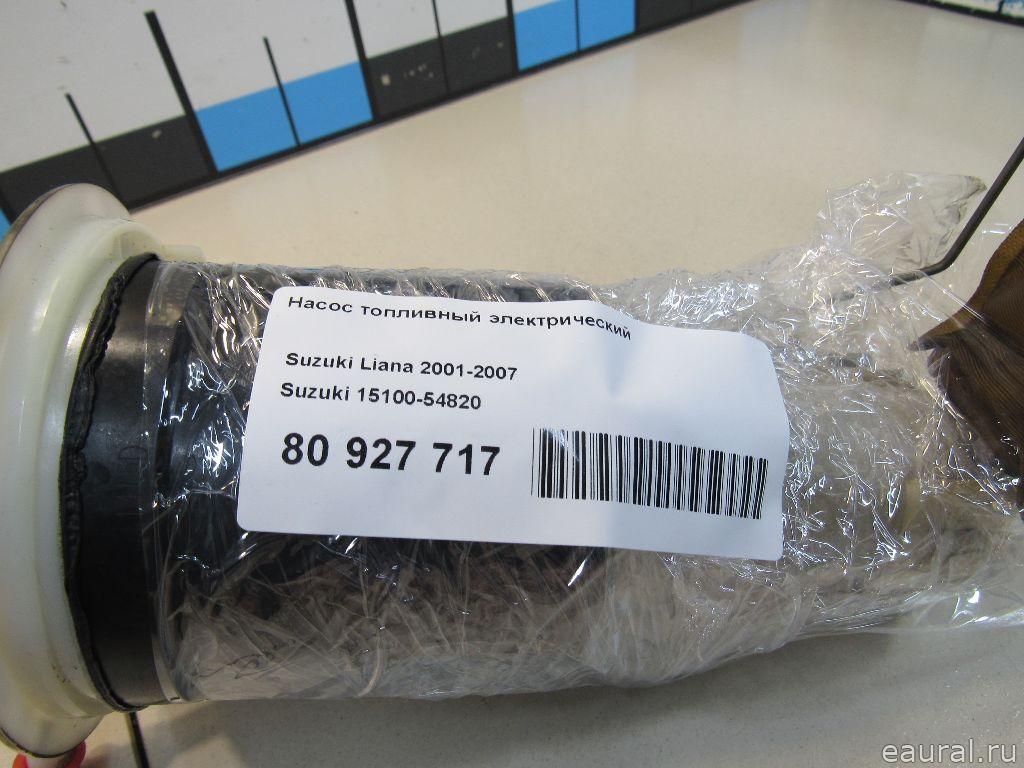 Насос топливный электрический
Suzuki Liana 2001-2007
Suzuki 15100-54820
80 927 717
eaural.ru